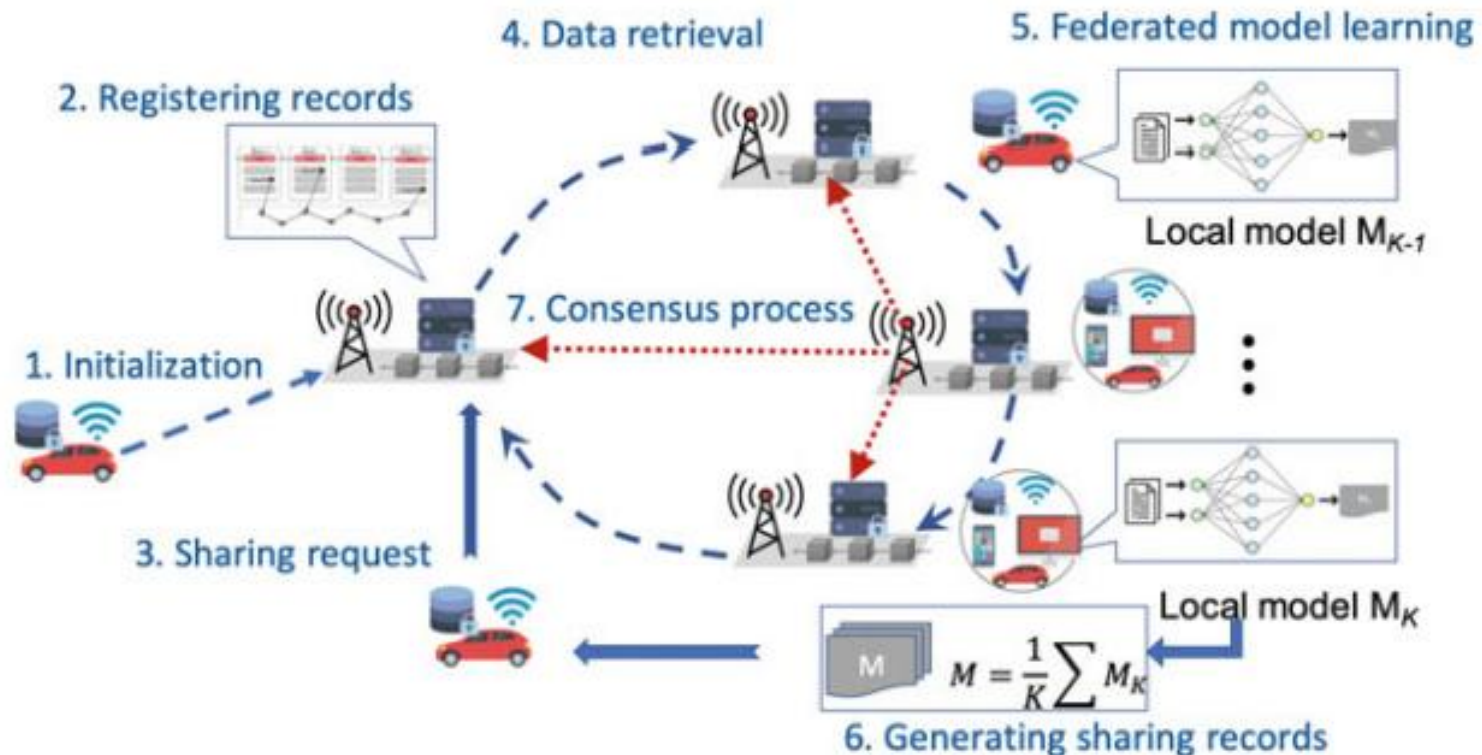 4. Data retrieval
5. Federated model learning
2. Registering records
Local model M_{K-1}
7. Consensus process
1. Initialization
3. Sharing request
Local model M_K
M
M = \frac{1}{K} \sum M_K
6. Generating sharing records